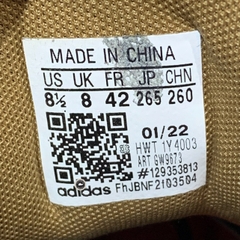 MADE IN CHINA
US UK FR JP CHN
8½ 8 42 265 260
01/22
HWT 1Y4003
ART GW9673
#129353813
adidas FhJBNF2103504